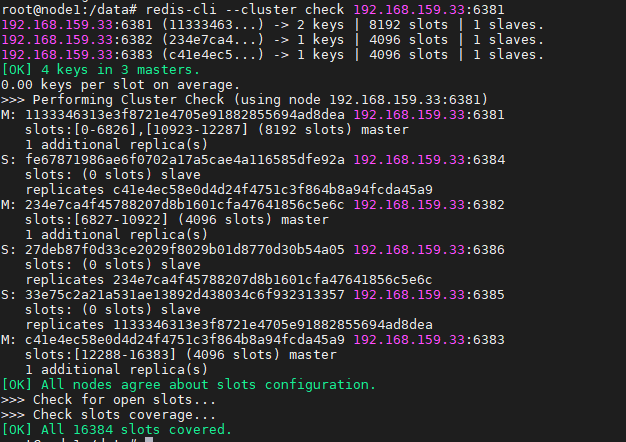 root@node1:/data# redis-cli --cluster check 192.168.159.33:6381
192.168.159.33:6381 (11333463...) -> 2 keys | 8192 slots | 1 slaves.
192.168.159.33:6382 (234e7ca4...) -> 1 keys | 4096 slots | 1 slaves.
192.168.159.33:6383 (c41e4ec5...) -> 1 keys | 4096 slots | 1 slaves.
[OK] 4 keys in 3 masters.
0.00 keys per slot on average.
>>> Performing Cluster Check (using node 192.168.159.33:6381)
M: 1133346313e3f8721e4705e91882855694ad8dea 192.168.159.33:6381
   slots:[0-6826],[10923-12287] (8192 slots) master
   1 additional replica(s)
S: fe67871986ae6f0702a17a5cae4a116585dfe92a 192.168.159.33:6384
   slots: (0 slots) slave
   replicates c41e4ec58e0d4d24f4751c3f864b8a94fcda45a9
M: 234e7ca4f45788207d8b1601cfa47641856c5e6c 192.168.159.33:6382
   slots:[6827-10922] (4096 slots) master
   1 additional replica(s)
S: 27deb87f0d33ce2029f8029b01d8770d30b54a05 192.168.159.33:6386
   slots: (0 slots) slave
   replicates 234e7ca4f45788207d8b1601cfa47641856c5e6c
S: 33e75c2a21a531ae13892d438034c6f932313357 192.168.159.33:6385
   slots: (0 slots) slave
   replicates 1133346313e3f8721e4705e91882855694ad8dea
M: c41e4ec58e0d4d24f4751c3f864b8a94fcda45a9 192.168.159.33:6383
   slots:[12288-16383] (4096 slots) master
   1 additional replica(s)
[OK] All nodes agree about slots configuration.
>>> Check for open slots...
>>> Check slots coverage...
[OK] All 16384 slots covered.